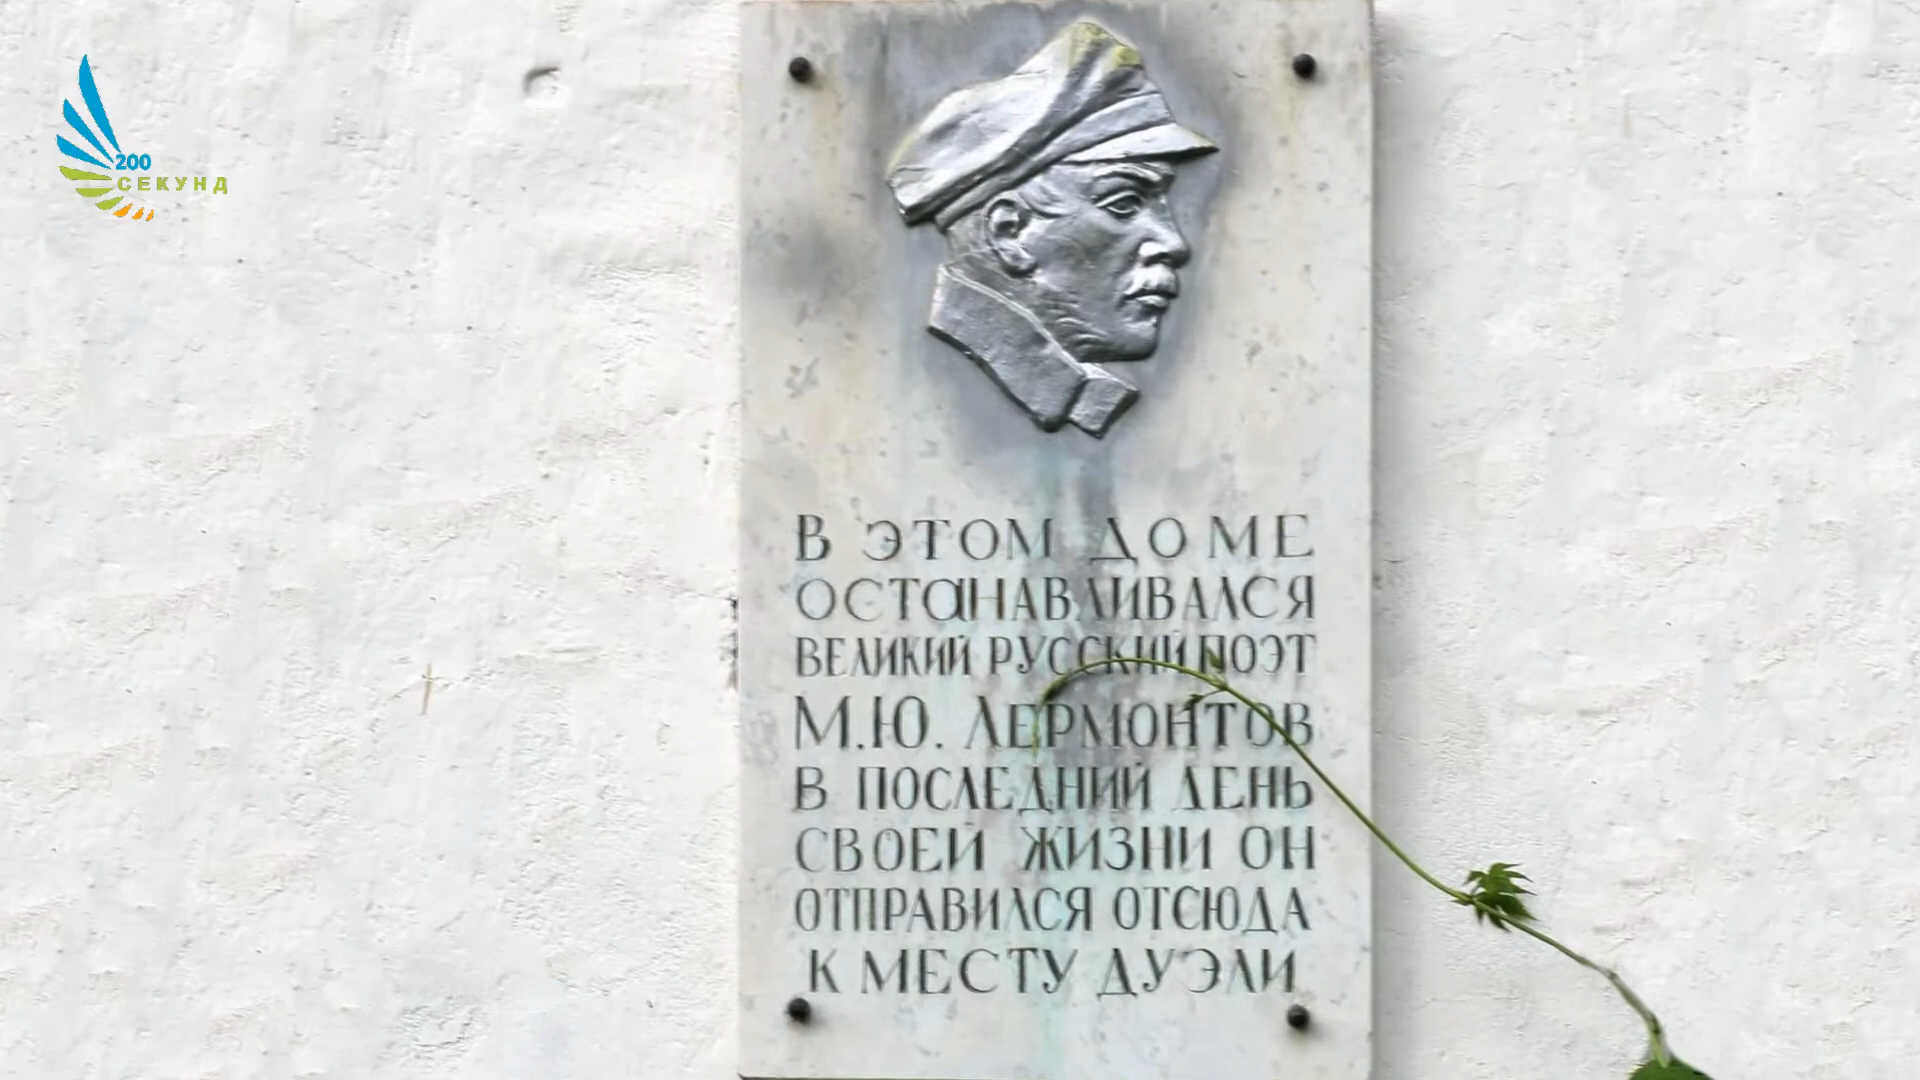 200
СЕКУНД
В ЭТОМ ДОМЕ
ОСТАНАВЛИВАЛСЯ
ВЕЛИКИЙ РУССКИЙ ПОЭТ
М.Ю. ЛЕРМОНТОВ
В ПОСЛЕДНИЙ ДЕНЬ
СВОЕЙ ЖИЗНИ ОН
ОТПРАВИЛСЯ ОТСЮДА
К МЕСТУ ДУЭЛИ